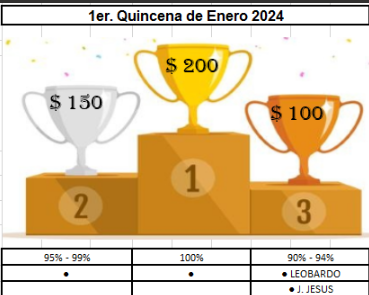 1er. Quincena de Enero 2024
$ 200
$ 150
$ 100
1
2
3
95% - 99% 100% 90% - 94%
● ● ● LEOBARDO
● J. JESUS